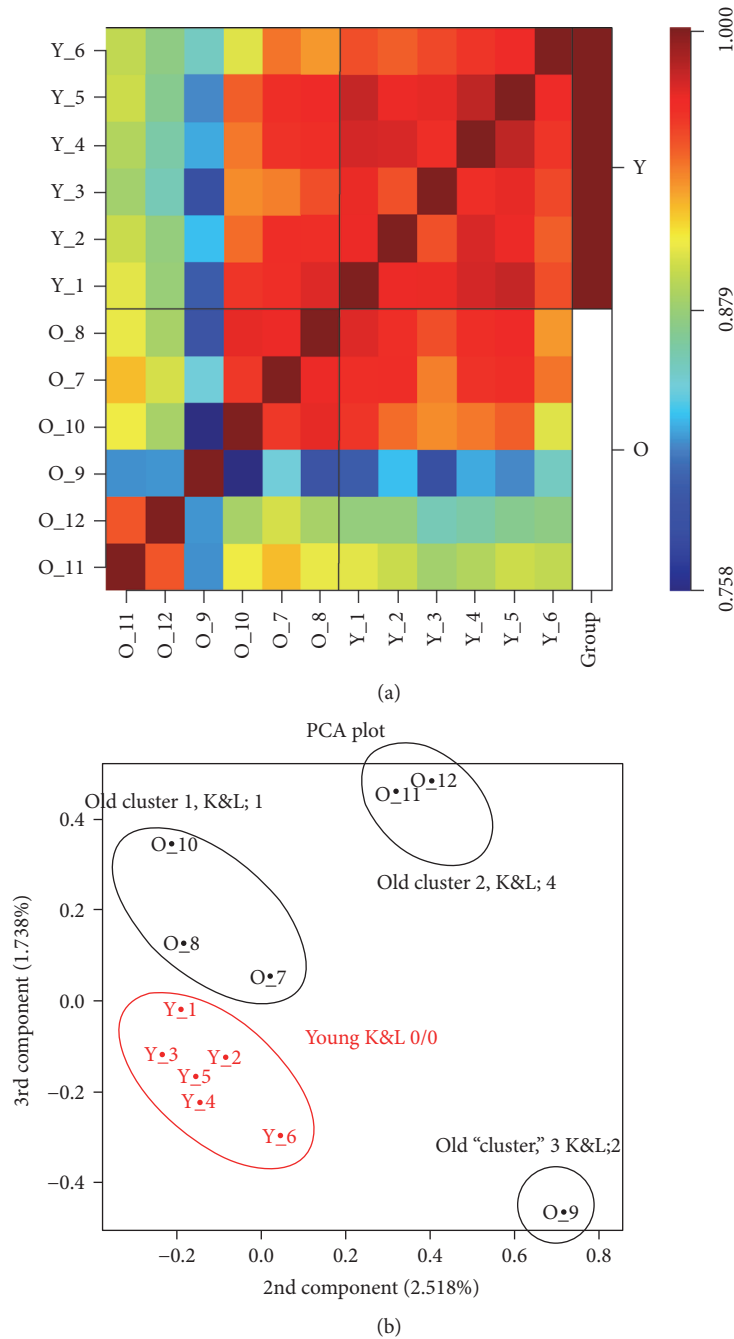 Y_6
Y_5
Y_4
Y_3
Y_2
Y_1
O_8
O_7
O_10
O_9
O_12
O_11
Y
O
1.000
0.879
0.758
O_11
O_12
O_9
O_10
O_7
O_8
Y_1
Y_2
Y_3
Y_4
Y_5
Y_6
Group
(a)
PCA plot
Old cluster 1, K&L; 1
O_10
O_8
O_7
O_12
O_11
Old cluster 2, K&L; 4
Y_1
Y_3
Y_2
Y_5
Y_4
Y_6
Young K&L 0/0
Old “cluster,” 3 K&L;2
O_9
0.4
0.2
0.0
−0.2
−0.4
3rd component (1.738%)
−0.2
0.0
0.2
0.4
0.6
0.8
2nd component (2.518%)
(b)